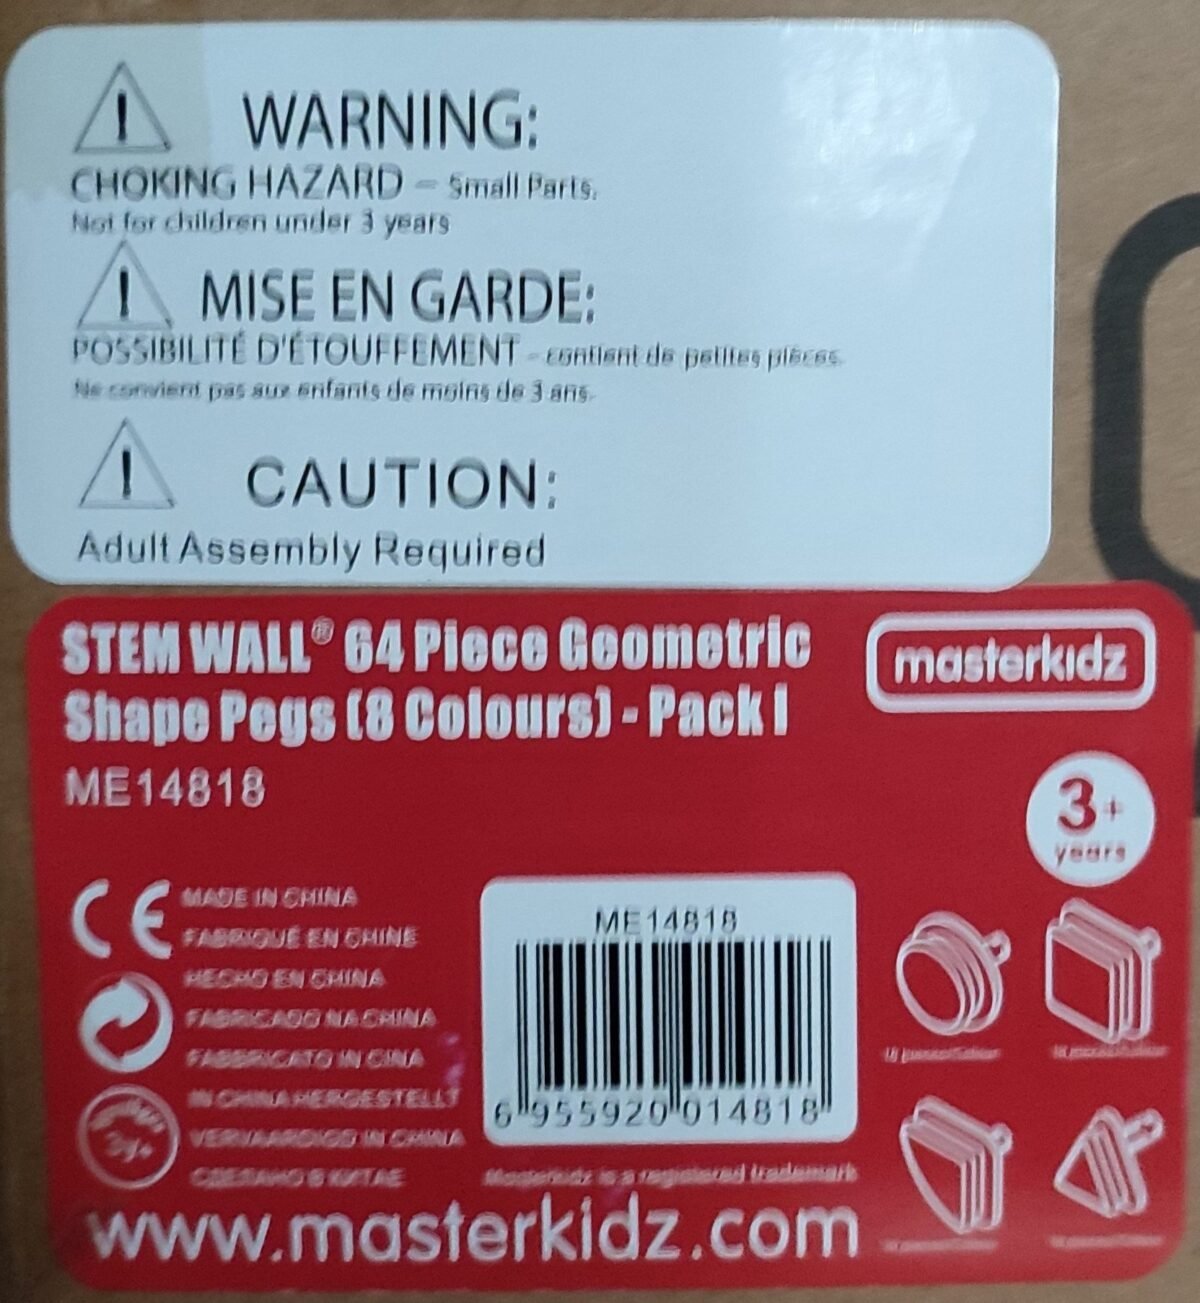 WARNING:
CHOKING HAZARD – Small Parts.
Not for children under 3 years
MISE EN GARDE:
POSSIBILITÉ D'ÉTOUFFEMENT - contient de petites pièces.
Ne convient pas aux enfants de moins de 3 ans.
CAUTION:
Adult Assembly Required
STEM WALL® 64 Piece Geometric
Shape Pegs (8 Colours) - Pack I
masterkidz
ME14818
3+
years
CE
MADE IN CHINA
FABRIQUÉ EN CHINE
HECHO EN CHINA
FABRICADO NA CHINA
FABBRICATO IN CINA
IN CHINA HERGESTELLT
VERVAARDIGD IN CHINA
СДЕЛАНО В КИТАЕ
ME14818
6 955920 014818
Masterkidz is a registered trademark
3y+
www.masterkidz.com